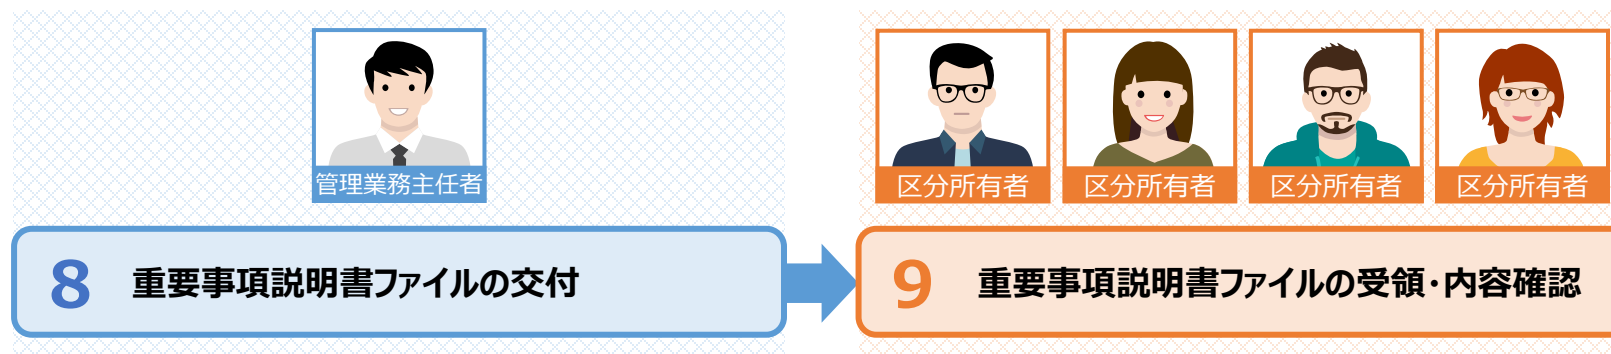 管理業務主任者
区分所有者
区分所有者
区分所有者
区分所有者
8 重要事項説明書ファイルの交付
9 重要事項説明書ファイルの受領・内容確認